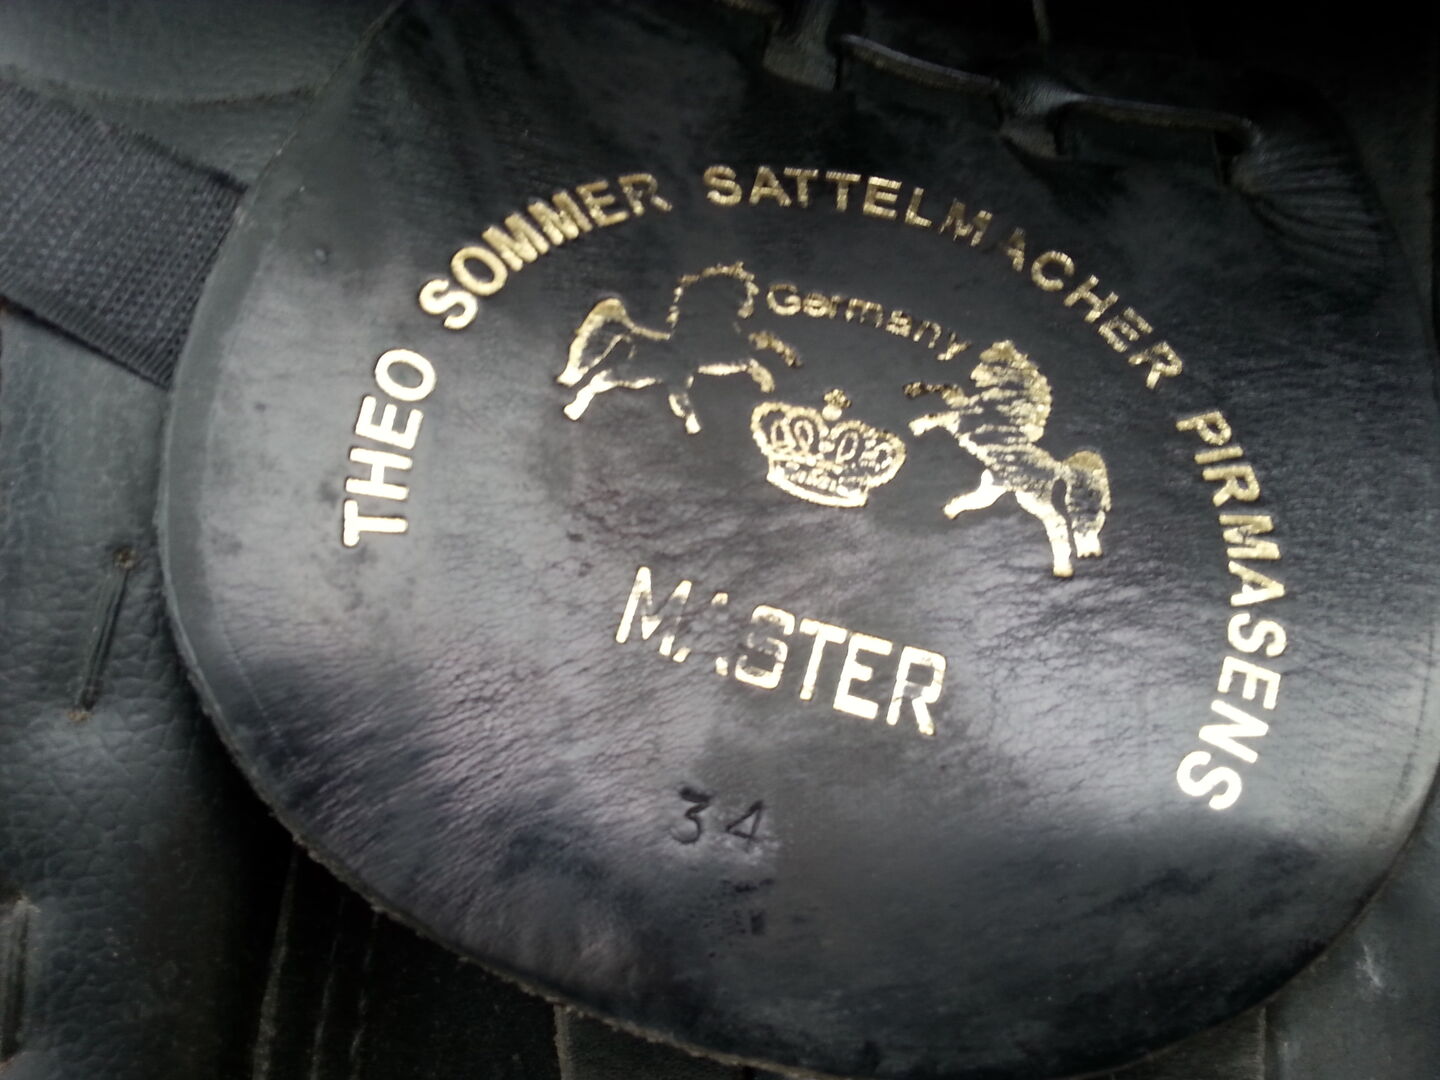 THEO SOMMER SATTELMACHER PIRMASENS
Germany
MASTER
34